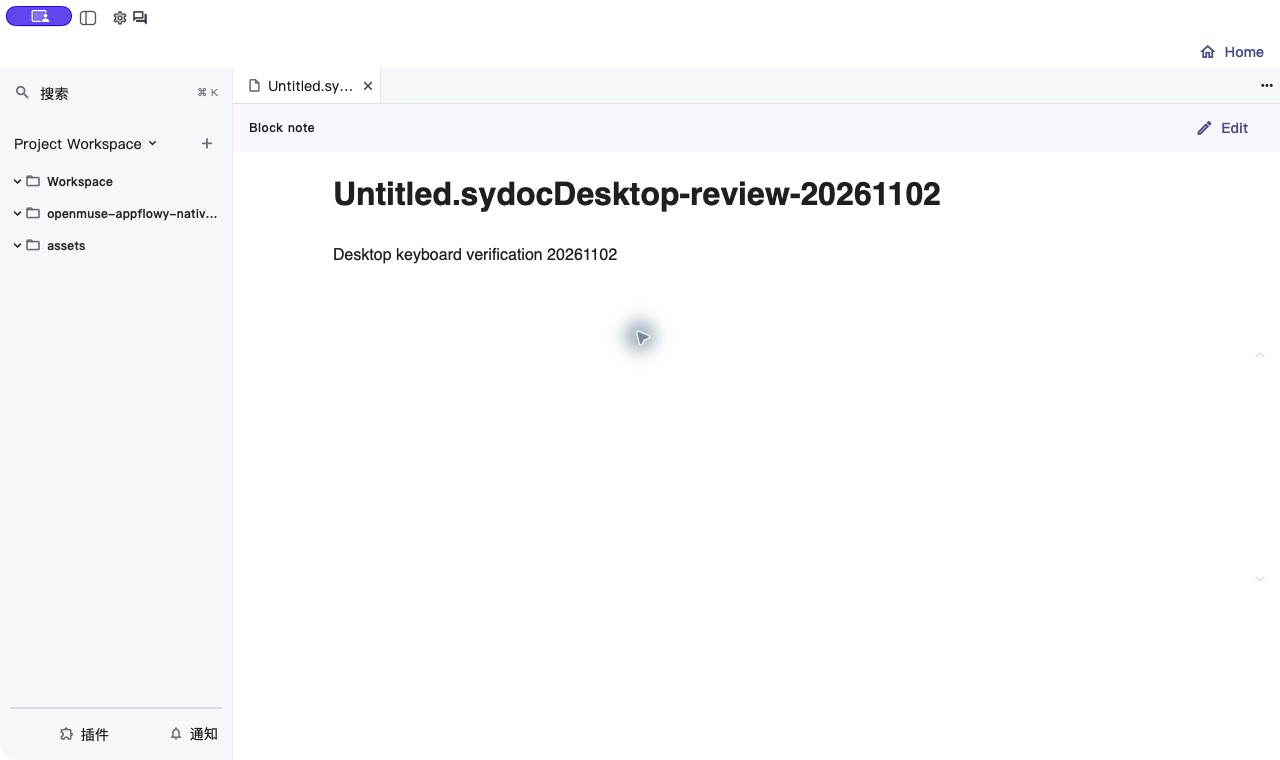 Home
搜索 ⌘ K
Untitled.sy...
Block note
Edit
Project Workspace
Workspace
openmuse-appflowy-nativ...
assets
Untitled.sydocDesktop-review-20261102
Desktop keyboard verification 20261102
插件
通知